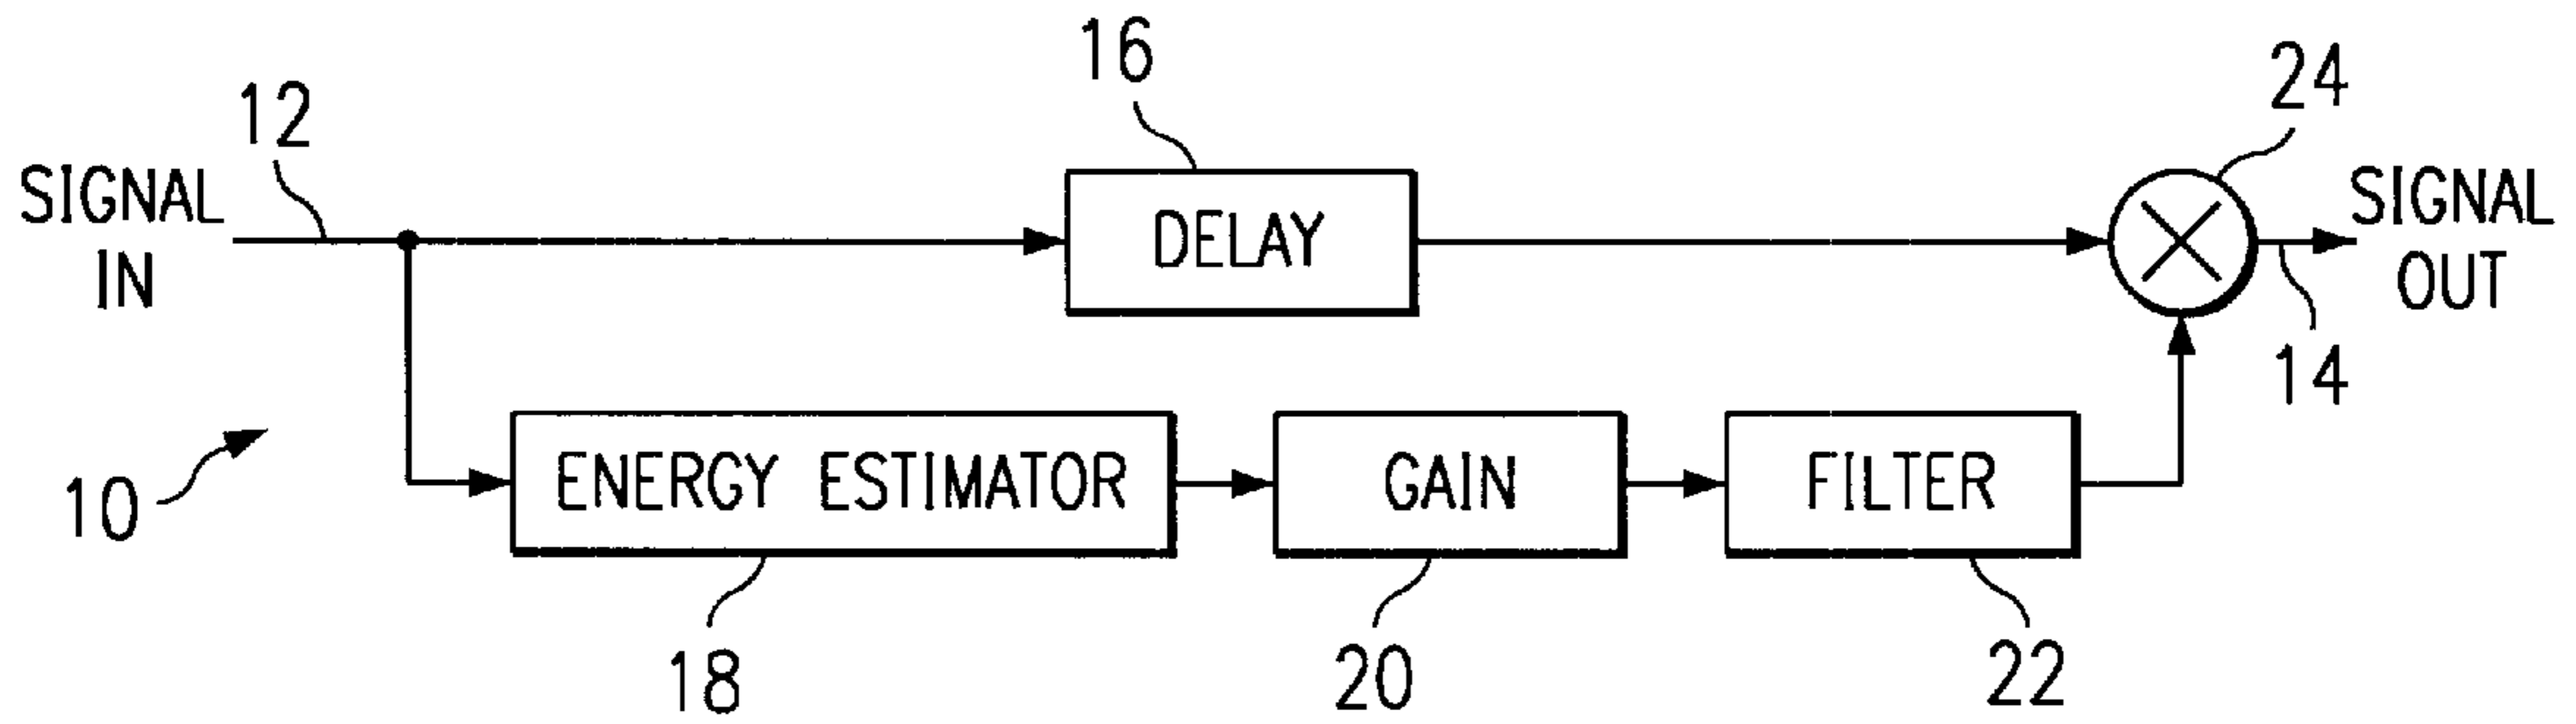 16
24
12
SIGNAL
IN
DELAY
SIGNAL
OUT
14
10
ENERGY ESTIMATOR
GAIN
FILTER
18
20
22